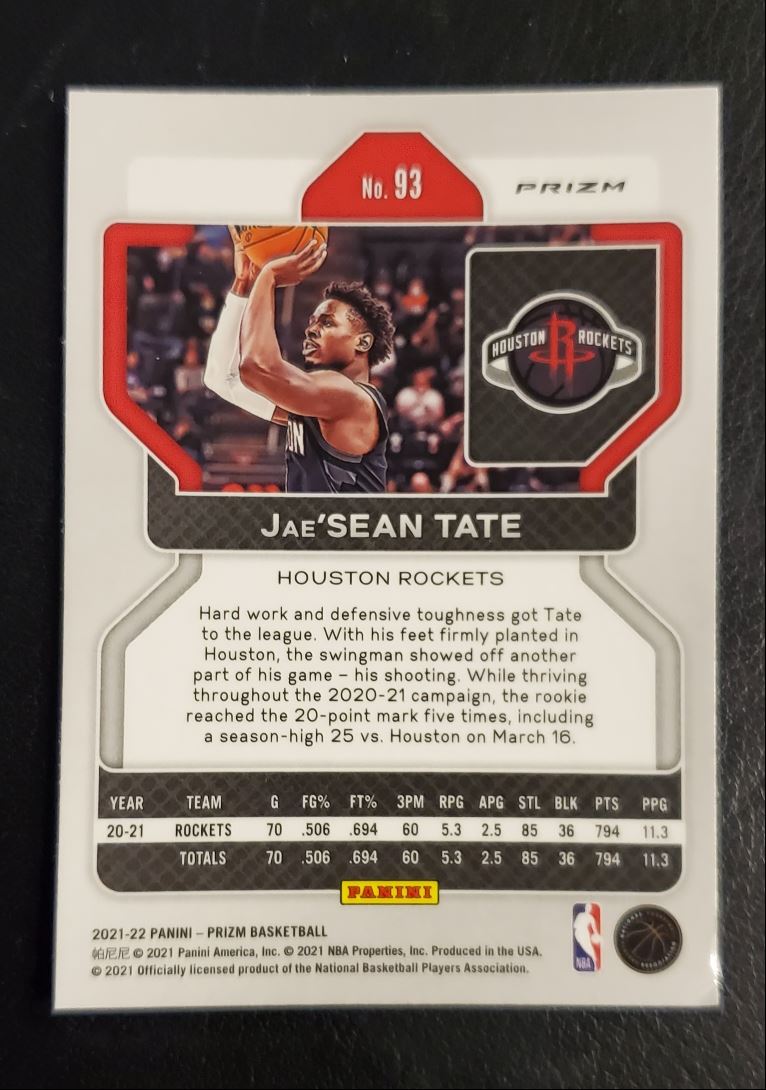 No. 93
PRIZM
HOUSTON ROCKETS
ON
JAE'SEAN TATE
HOUSTON ROCKETS
Hard work and defensive toughness got Tate
to the league. With his feet firmly planted in
Houston, the swingman showed off another
part of his game – his shooting. While thriving
throughout the 2020-21 campaign, the rookie
reached the 20-point mark five times, including
a season-high 25 vs. Houston on March 16.
YEAR TEAM G FG% FT% 3PM RPG APG STL BLK PTS PPG
20-21 ROCKETS 70 .506 .694 60 5.3 2.5 85 36 794 11.3
TOTALS 70 .506 .694 60 5.3 2.5 85 36 794 11.3
PANINI
2021-22 PANINI – PRIZM BASKETBALL
帕尼尼 © 2021 Panini America, Inc. © 2021 NBA Properties, Inc. Produced in the USA.
© 2021 Officially licensed product of the National Basketball Players Association.
NBA